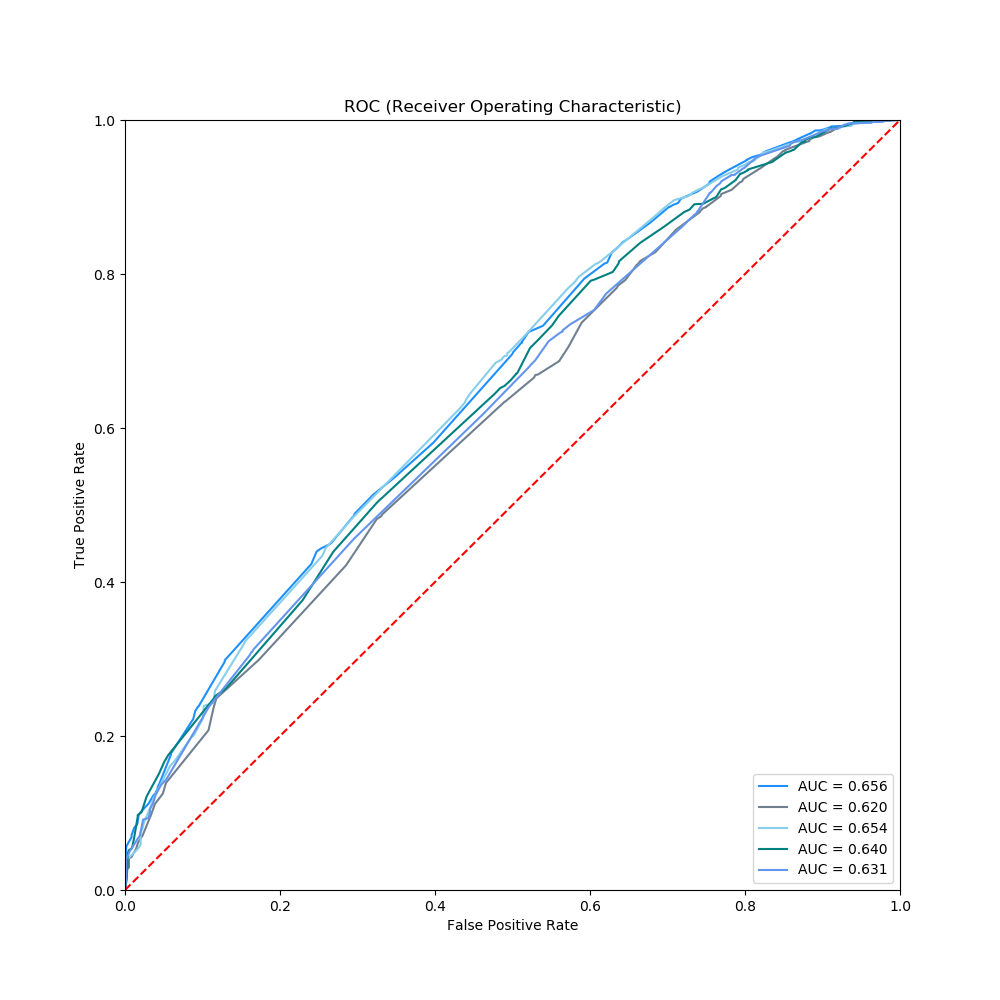 ROC (Receiver Operating Characteristic)
1.0
0.8
0.6
0.4
0.2
0.0
True Positive Rate
AUC = 0.656
AUC = 0.620
AUC = 0.654
AUC = 0.640
AUC = 0.631
0.0 0.2 0.4 0.6 0.8 1.0
False Positive Rate